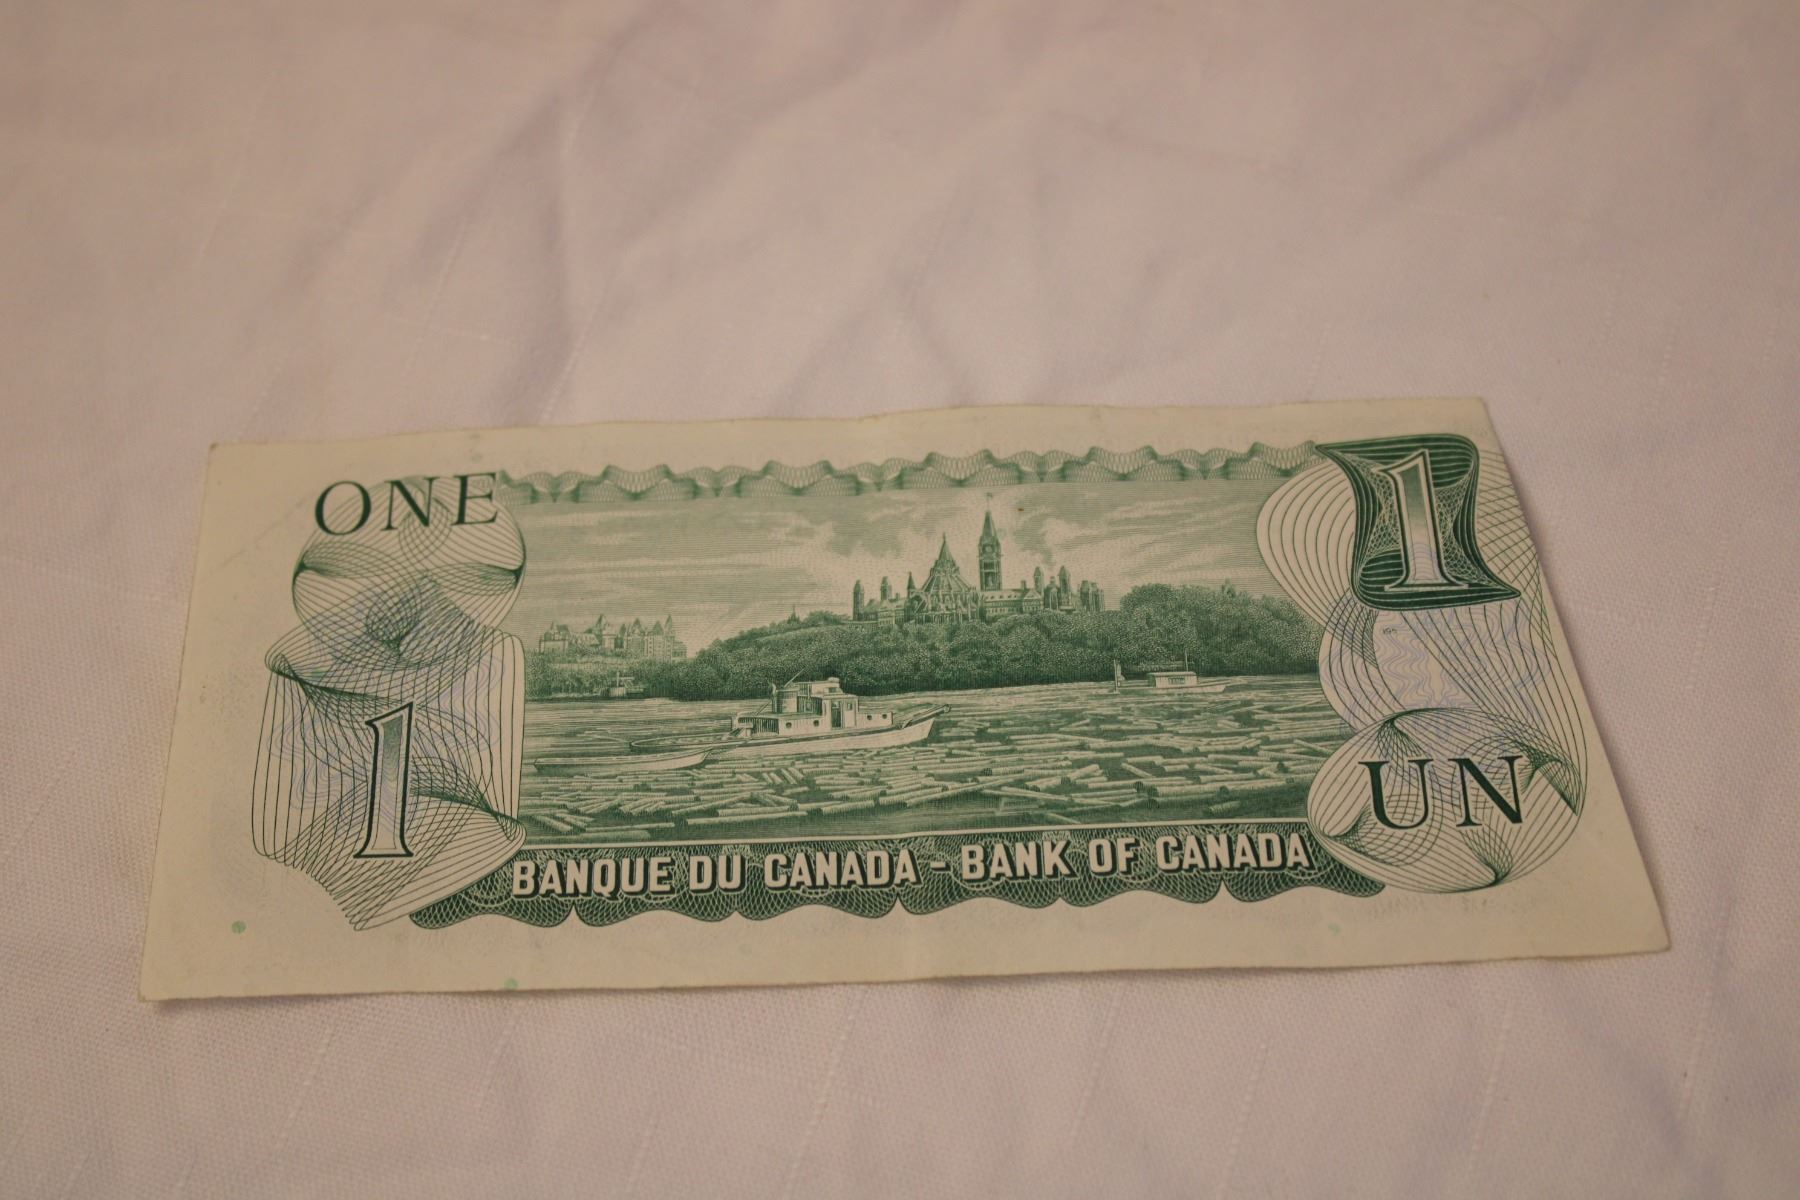 ONE
1
1
UN
BANQUE DU CANADA - BANK OF CANADA